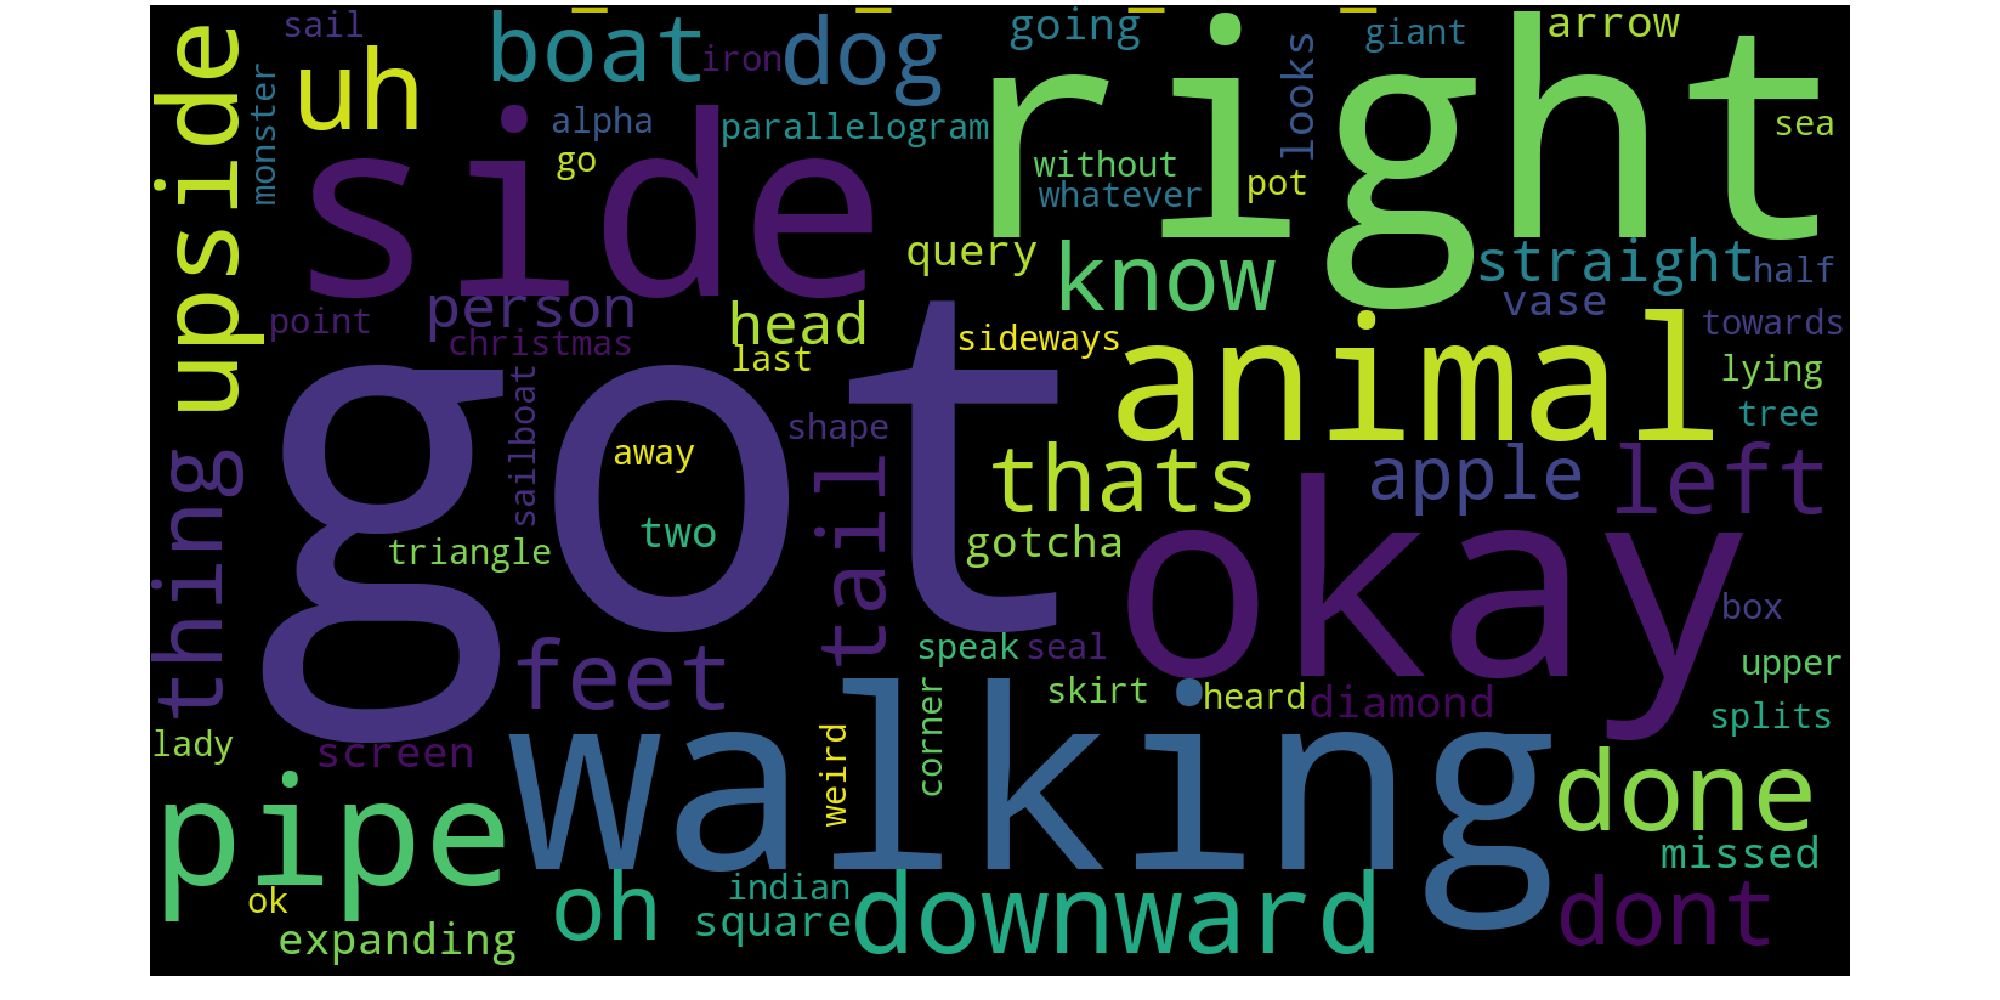 sail
boat
iron
dog
going
looks
giant
arrow
upside
uh
monster
alpha
parallelogram
right
sea
go
side
without
whatever
pot
query
know
straight
half
point
person
christmas
head
last
sideways
vase
towards
animal
lying
tree
thing
got
sailboat
away
shape
tail
thats
apple
left
triangle
two
gotcha
okay
box
feet
speak
seal
upper
skirt
heard
diamond
splits
lady
screen
weird
corner
walking
done
pipe
missed
ok
oh
indian
square
downward
dont
expanding